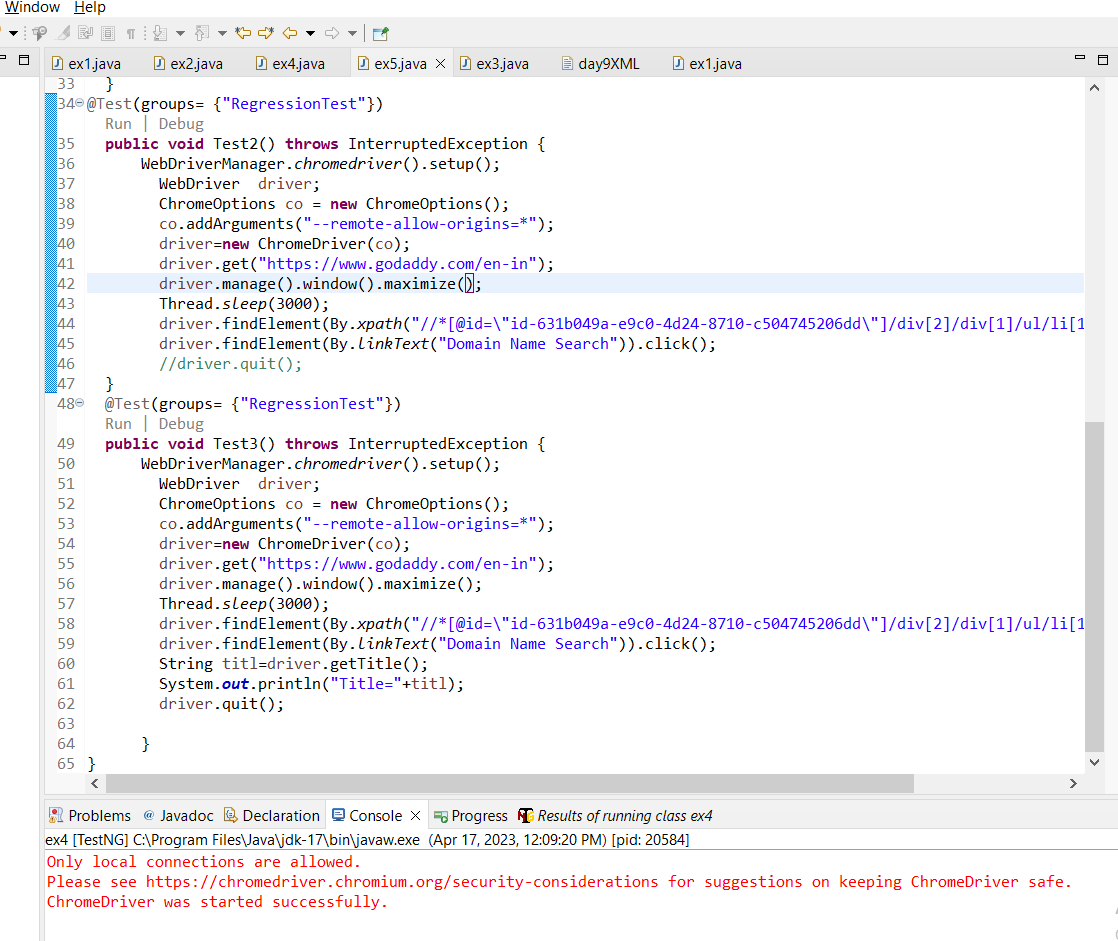 Window Help
ex1.java ex2.java ex4.java ex5.java ex3.java day9XML ex1.java
33 }
34 @Test(groups= {"RegressionTest"})
Run | Debug
35 public void Test2() throws InterruptedException {
36 WebDriverManager.chromedriver().setup();
37 WebDriver driver;
38 ChromeOptions co = new ChromeOptions();
39 co.addArguments("--remote-allow-origins=*");
40 driver=new ChromeDriver(co);
41 driver.get("https://www.godaddy.com/en-in");
42 driver.manage().window().maximize();
43 Thread.sleep(3000);
44 driver.findElement(By.xpath("//*[@id=\"id-631b049a-e9c0-4d24-8710-c504745206dd\"]/div[2]/div[1]/ul/li[1
45 driver.findElement(By.linkText("Domain Name Search")).click();
46 //driver.quit();
47 }
48 @Test(groups= {"RegressionTest"})
Run | Debug
49 public void Test3() throws InterruptedException {
50 WebDriverManager.chromedriver().setup();
51 WebDriver driver;
52 ChromeOptions co = new ChromeOptions();
53 co.addArguments("--remote-allow-origins=*");
54 driver=new ChromeDriver(co);
55 driver.get("https://www.godaddy.com/en-in");
56 driver.manage().window().maximize();
57 Thread.sleep(3000);
58 driver.findElement(By.xpath("//*[@id=\"id-631b049a-e9c0-4d24-8710-c504745206dd\"]/div[2]/div[1]/ul/li[1
59 driver.findElement(By.linkText("Domain Name Search")).click();
60 String titl=driver.getTitle();
61 System.out.println("Title="+titl);
62 driver.quit();
63
64 }
65 }
Problems @ Javadoc Declaration Console Progress Results of running class ex4
ex4 [TestNG] C:\Program Files\Java\jdk-17\bin\javaw.exe (Apr 17, 2023, 12:09:20 PM) [pid: 20584]
Only local connections are allowed.
Please see https://chromedriver.chromium.org/security-considerations for suggestions on keeping ChromeDriver safe.
ChromeDriver was started successfully.